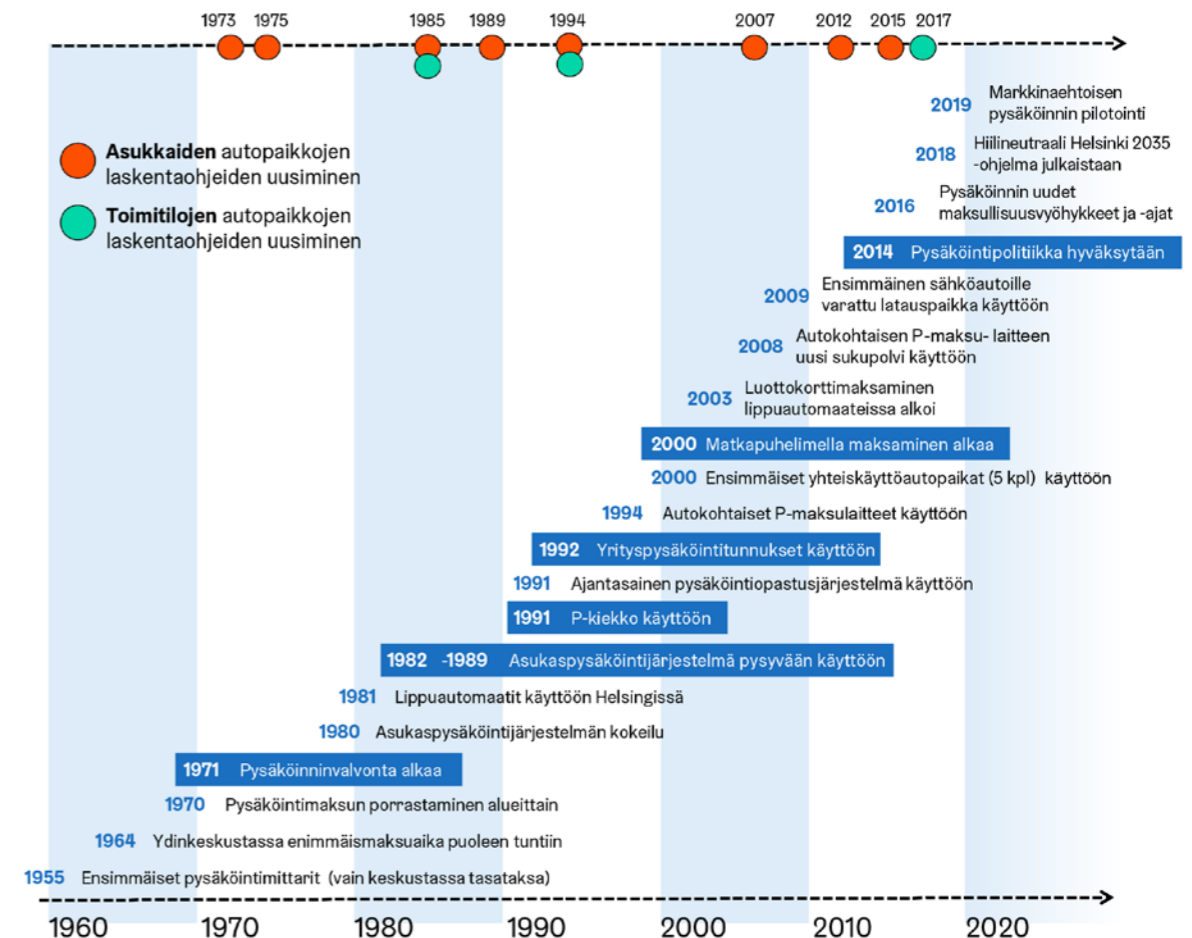 1973 1975 1985 1989 1994 2007 2012 2015 2017
Asukkaiden autopaikkojen
laskentaohjeiden uusiminen
Toimitilojen autopaikkojen
laskentaohjeiden uusiminen
2019 Markkinaehtoisen
pysäköinnin pilotointi
2018 Hiilineutraali Helsinki 2035
-ohjelma julkaistaan
2016 Pysäköinnin uudet
maksullisuusvyöhykkeet ja -ajat
2014 Pysäköintipolitiikka hyväksytään
2009 Ensimmäinen sähköautoille
varattu latauspaikka käyttöön
2008 Autokohtaisen P-maksu- laitteen
uusi sukupolvi käyttöön
2003 Luottokorttimaksaminen
lippuautomaateissa alkoi
2000 Matkapuhelimella maksaminen alkaa
2000 Ensimmäiset yhteiskäyttöautopaikat (5 kpl) käyttöön
1994 Autokohtaiset P-maksulaitteet käyttöön
1992 Yrityspysäköintitunnukset käyttöön
1991 Ajantasainen pysäköintiopastusjärjestelmä käyttöön
1991 P-kiekko käyttöön
1982 -1989 Asukaspysäköintijärjestelmä pysyvään käyttöön
1981 Lippuautomaatit käyttöön Helsingissä
1980 Asukaspysäköintijärjestelmän kokeilu
1971 Pysäköinninvalvonta alkaa
1970 Pysäköintimaksun porrastaminen alueittain
1964 Ydinkeskustassa enimmäismaksuaika puoleen tuntiin
1955 Ensimmäiset pysäköintimittarit (vain keskustassa tasataksa)
1960 1970 1980 1990 2000 2010 2020